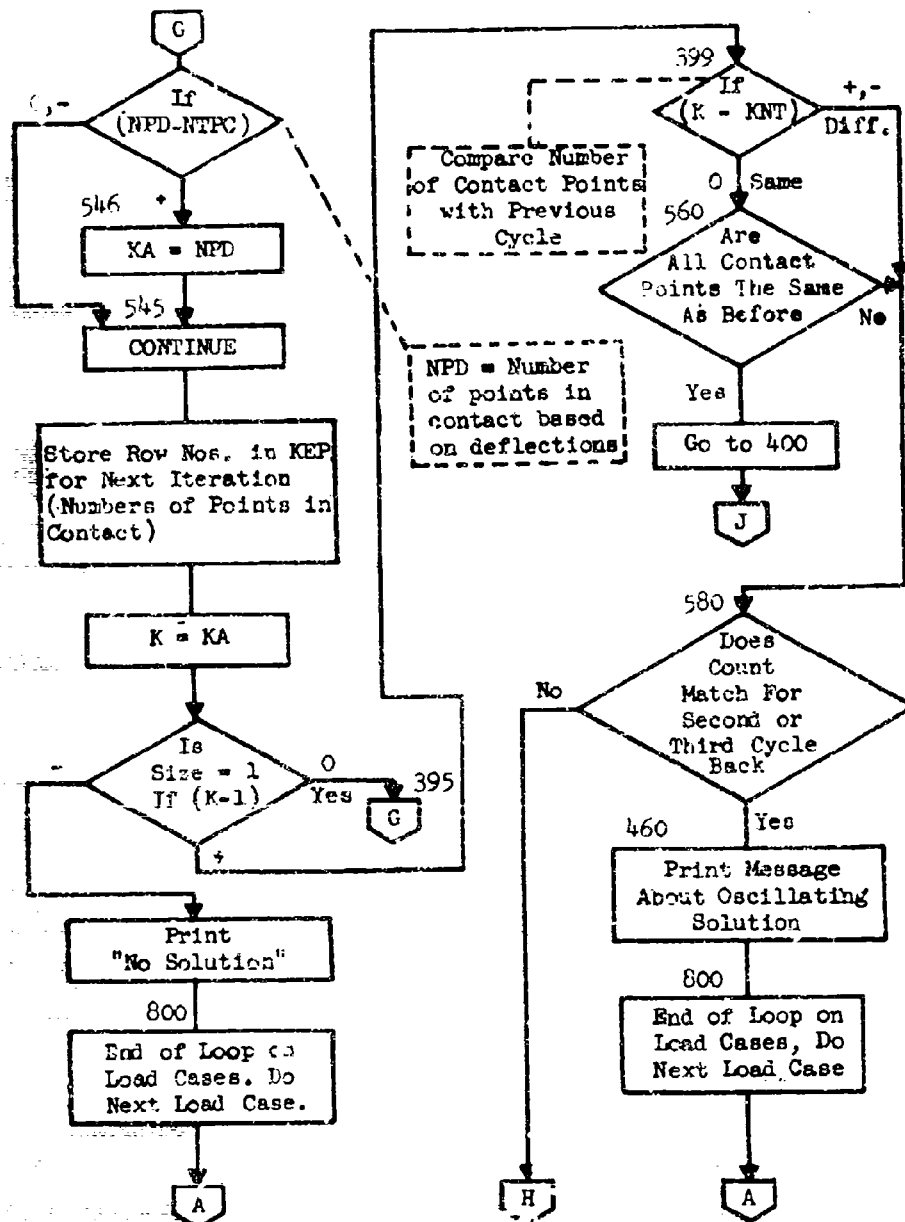 G
If
(NPD-NTPC)
0,-
+
546
KA = NPD
545
CONTINUE
Store Row Nos. in KEP
for Next Iteration
(Numbers of Points in
Contact)
K = KA
Is
Size = 1
If (K-1)
-
0
Yes
395
G
+
Print
"No Solution"
800
End of Loop on
Load Cases. Do
Next Load Case.
A
399
If
(K - KNT)
+,-
Diff.
Compare Number
of Contact Points
with Previous
Cycle
0 Same
560
Are
All Contact
Points The Same
As Before
No
NPD = Number
of points in
contact based
on deflections
Yes
Go to 400
J
580
Does
Count
Match For
Second or
Third Cycle
Back
No
Yes
460
Print Message
About Oscillating
Solution
800
End of Loop on
Load Cases, Do
Next Load Case
H
A